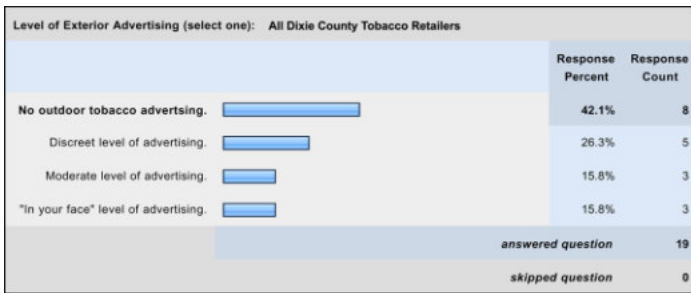 Level of Exterior Advertising (select one): All Dixie County Tobacco Retailers
Response Percent Response Count
No outdoor tobacco advertsing. 42.1% 8
Discreet level of advertising. 26.3% 5
Moderate level of advertising. 15.8% 3
"In your face" level of advertising. 15.8% 3
answered question 19
skipped question 0